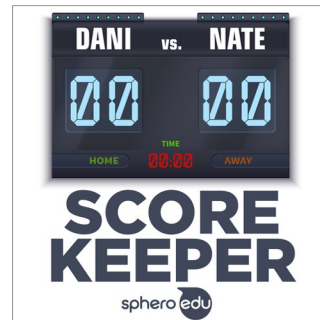 DANI vs. NATE
00 00
TIME
HOME 00:00 AWAY
SCORE
KEEPER
sphero edu